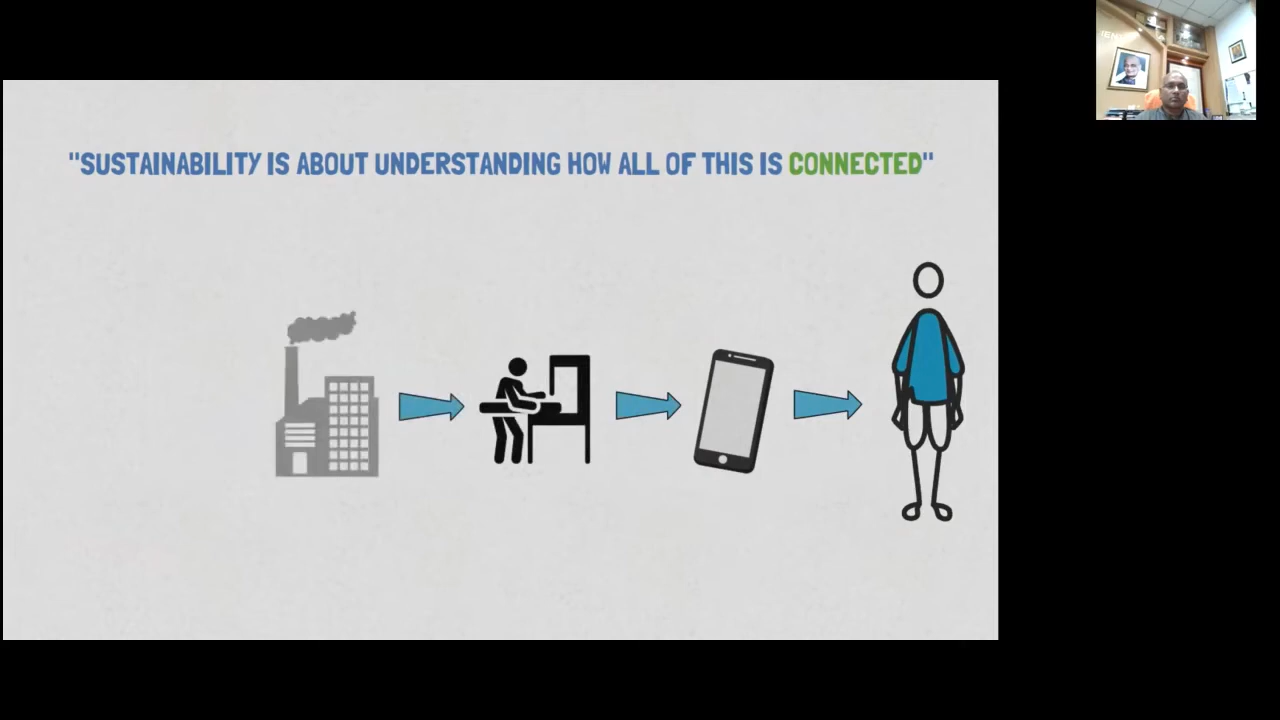 "SUSTAINABILITY IS ABOUT UNDERSTANDING HOW ALL OF THIS IS CONNECTED"